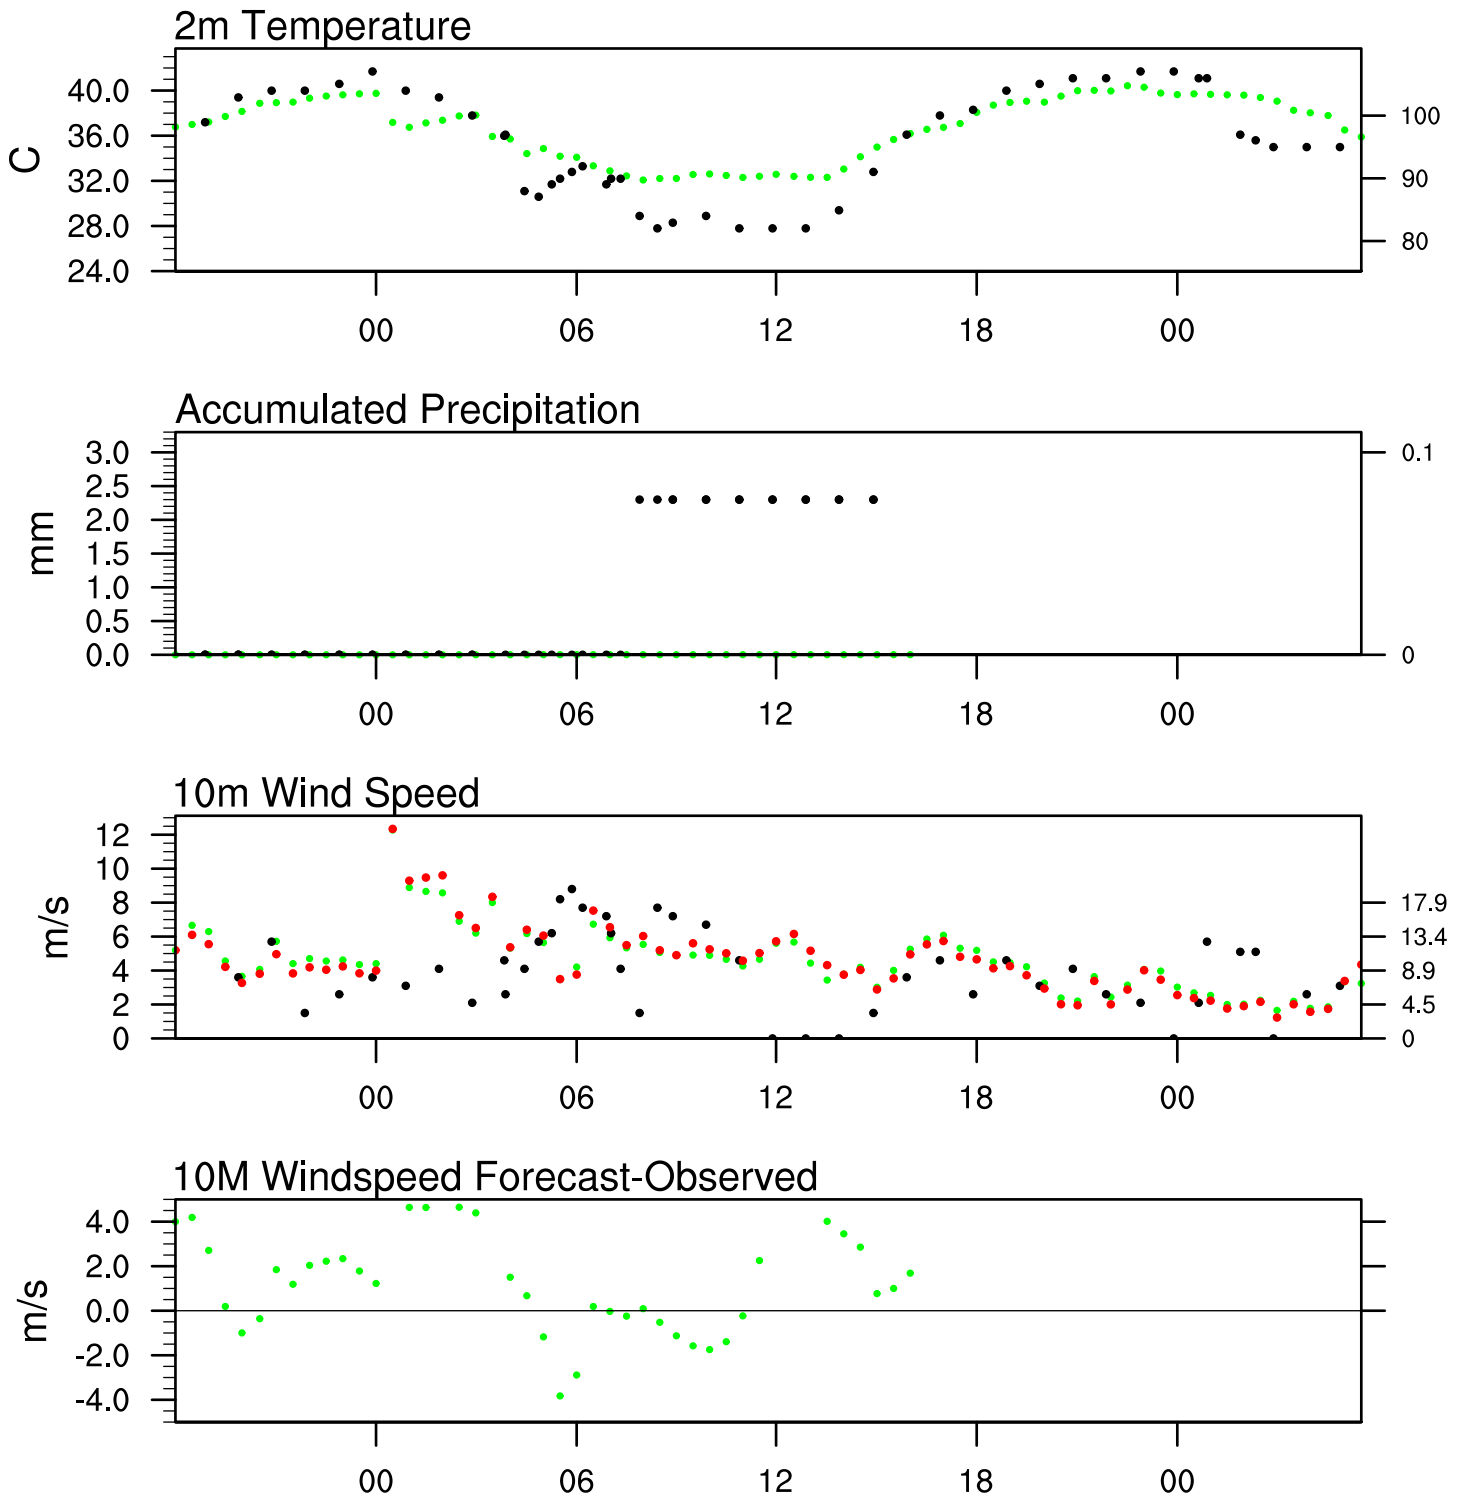 2m Temperature
C
40.0
36.0
32.0
28.0
24.0
100
90
80
00 06 12 18 00
Accumulated Precipitation
mm
3.0
2.5
2.0
1.5
1.0
0.5
0.0
0.1
0
00 06 12 18 00
10m Wind Speed
m/s
12
10
8
6
4
2
0
17.9
13.4
8.9
4.5
0
00 06 12 18 00
10M Windspeed Forecast-Observed
m/s
4.0
2.0
0.0
-2.0
-4.0
00 06 12 18 00